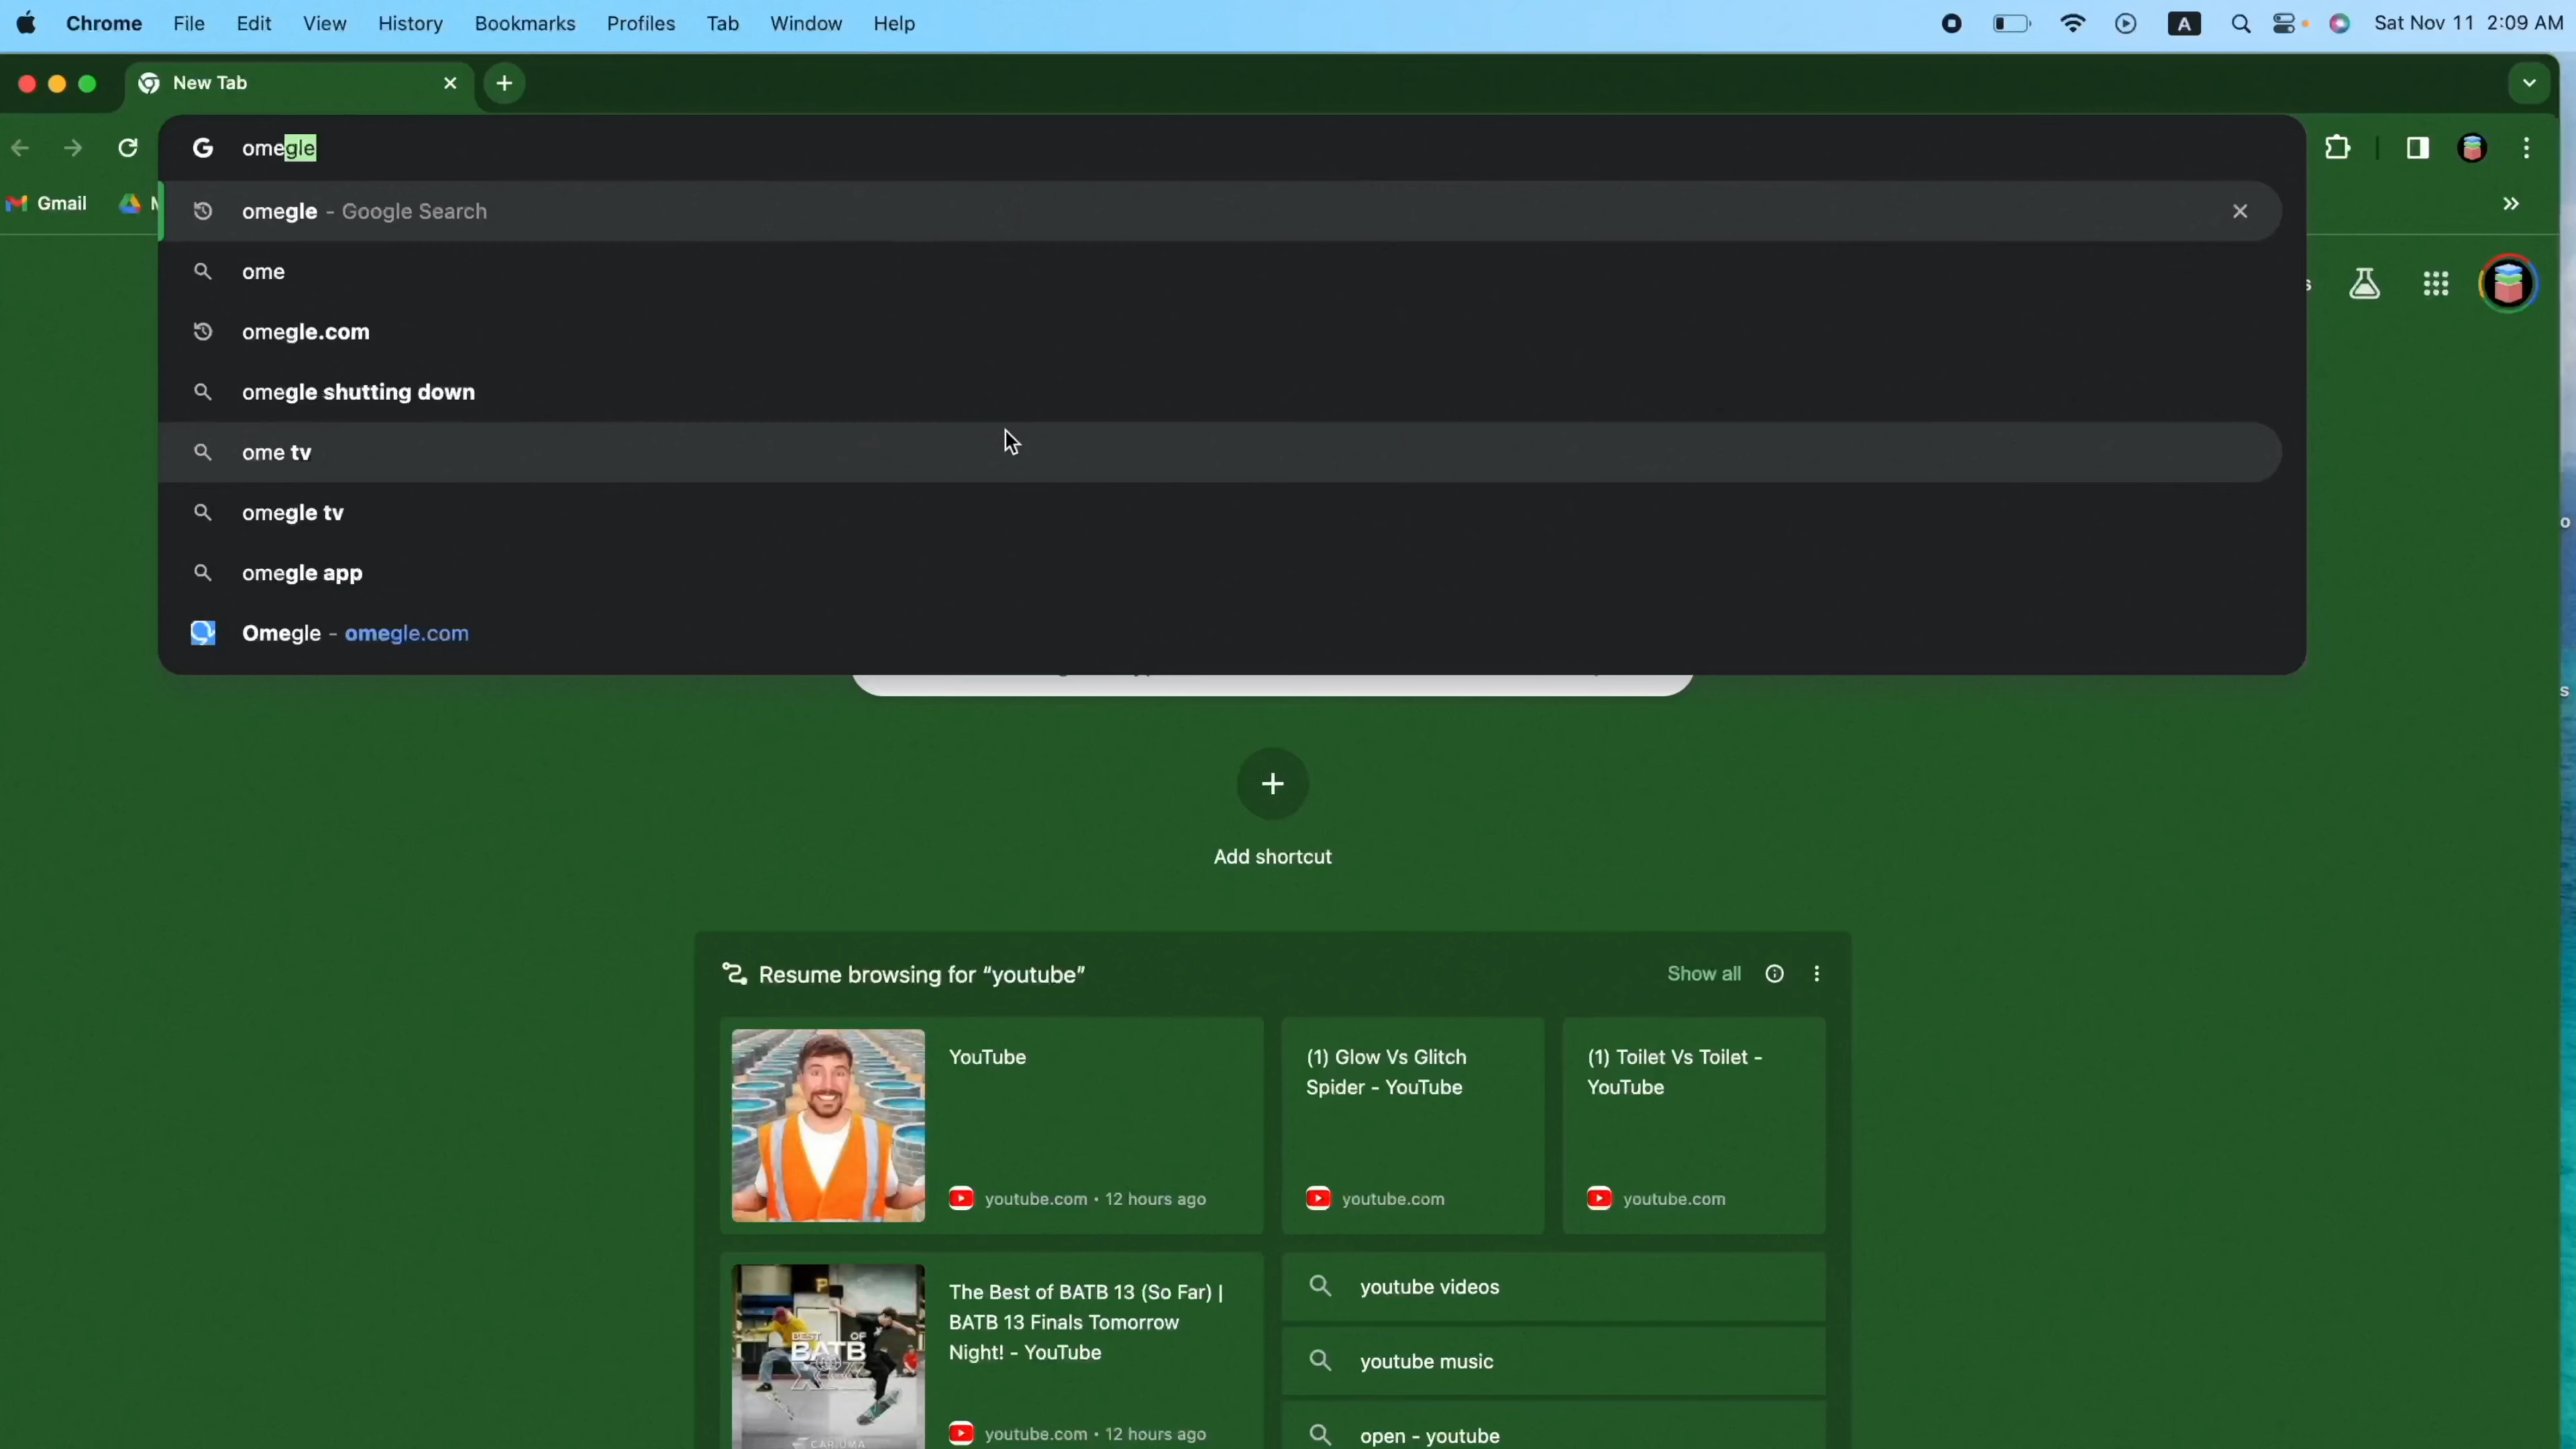 Chrome File Edit View History Bookmarks Profiles Tab Window Help A Sat Nov 11 2:09 AM
New Tab
omegle
Gmail
omegle - Google Search
ome
omegle.com
omegle shutting down
ome tv
omegle tv
omegle app
Omegle - omegle.com
Add shortcut
Resume browsing for “youtube” Show all
YouTube
youtube.com • 12 hours ago
(1) Glow Vs Glitch
Spider - YouTube
youtube.com
(1) Toilet Vs Toilet -
YouTube
youtube.com
BEST OF
BATB
The Best of BATB 13 (So Far) |
BATB 13 Finals Tomorrow
Night! - YouTube
youtube.com • 12 hours ago
youtube videos
youtube music
open - youtube